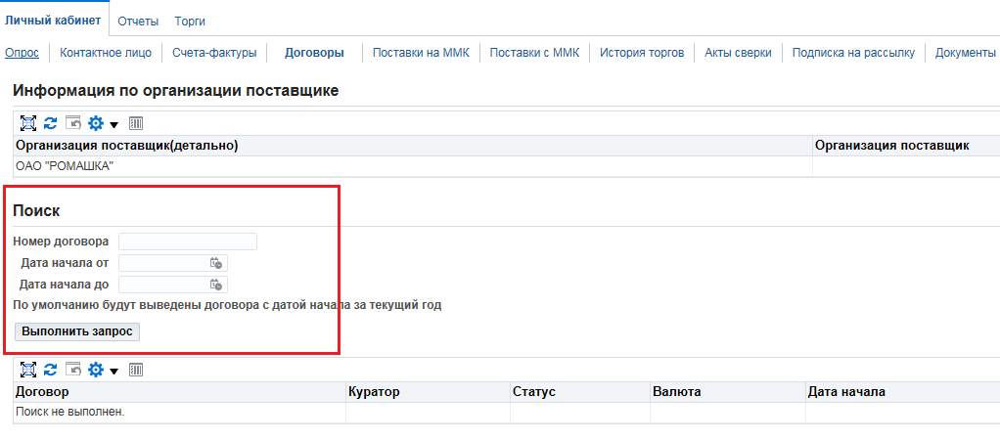 Личный кабинет Отчеты Торги
Опрос Контактное лицо Счета-фактуры Договоры Поставки на ММК Поставки с ММК История торгов Акты сверки Подписка на рассылку Документы
Информация по организации поставщике
Организация поставщик(детально) Организация поставщик
ОАО "РОМАШКА"
Поиск
Номер договора
Дата начала от
Дата начала до
По умолчанию будут выведены договора с датой начала за текущий год
Выполнить запрос
Договор Куратор Статус Валюта Дата начала
Поиск не выполнен.